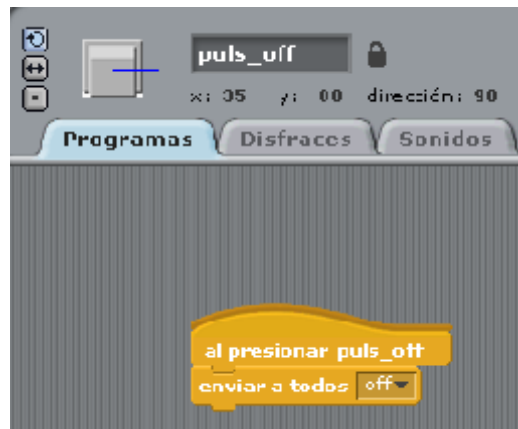 puls_off
x: 35 y: 00 dirección: 90
Programas Disfraces Sonidos
al presionar puls_off
enviar a todos off